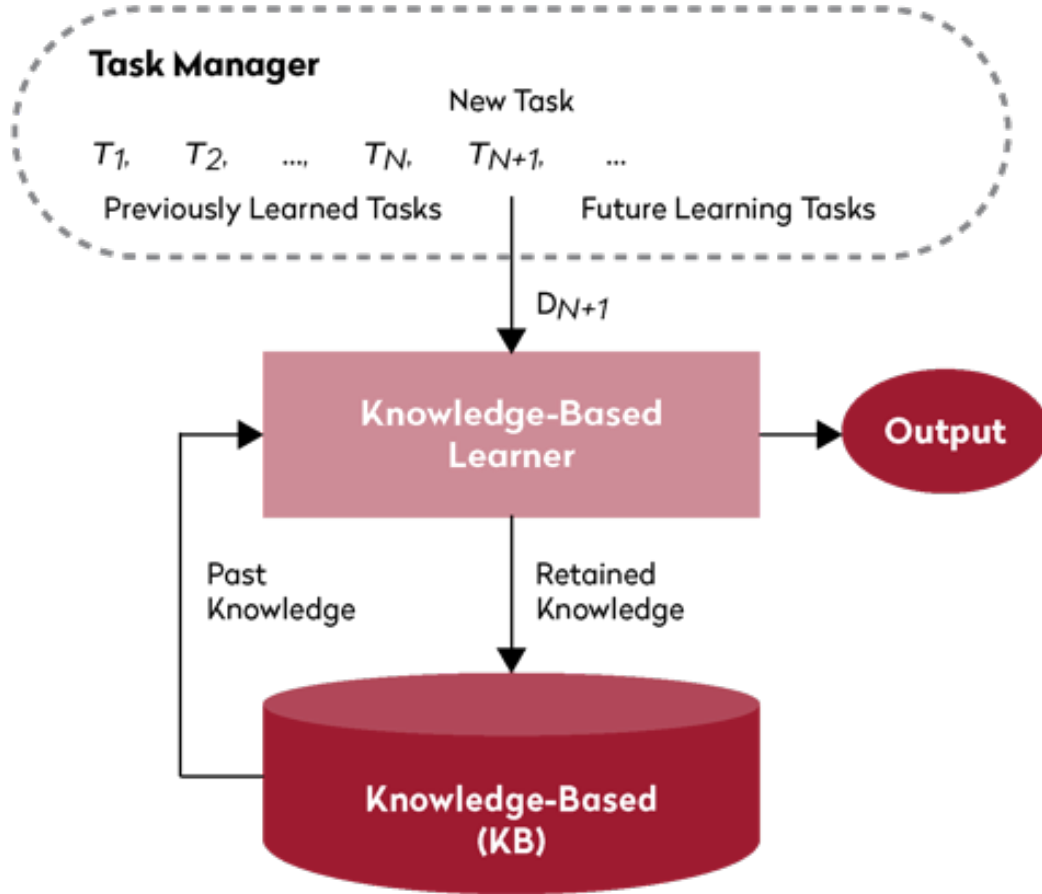 Task Manager
New Task
T1, T2, ..., TN, TN+1, ...
Previously Learned Tasks Future Learning Tasks
DN+1
Knowledge-Based
Learner
Output
Past
Knowledge
Retained
Knowledge
Knowledge-Based
(KB)